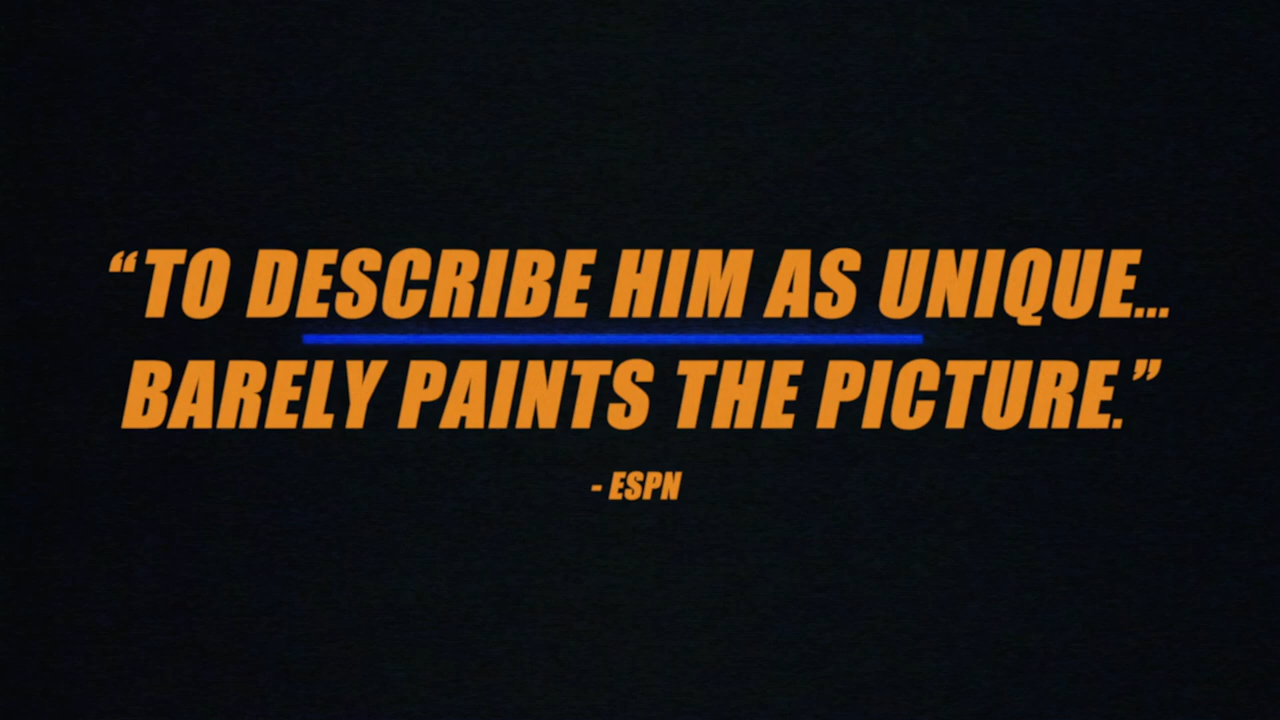 “TO DESCRIBE HIM AS UNIQUE...
BARELY PAINTS THE PICTURE.”
- ESPN